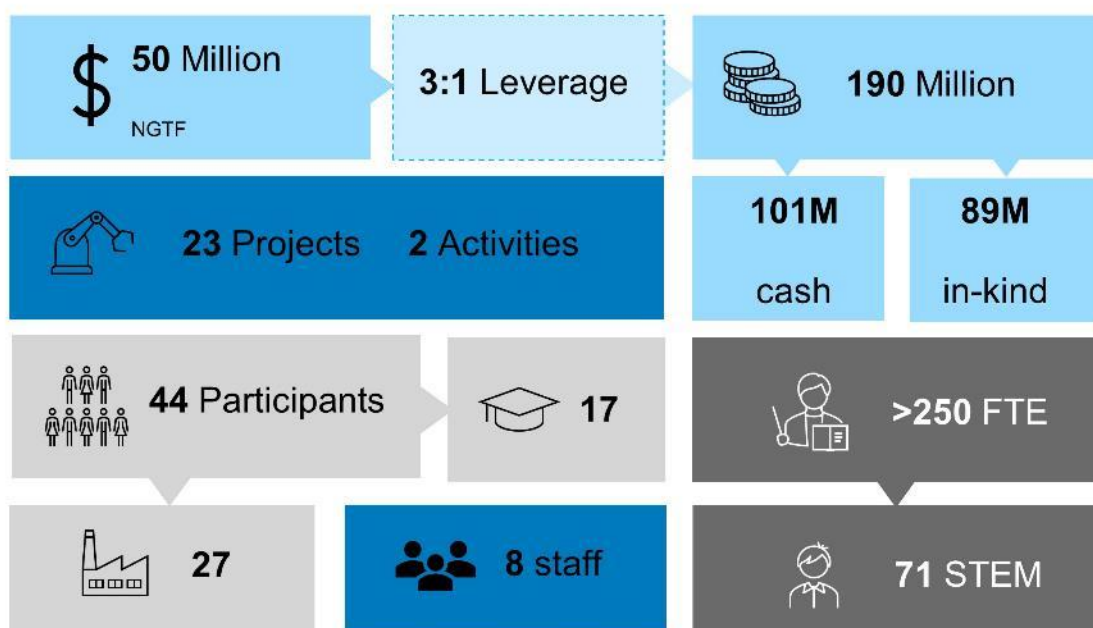 $ 50 Million
NGTF
3:1 Leverage
190 Million
23 Projects 2 Activities
101M
cash
89M
in-kind
44 Participants
17
>250 FTE
27
8 staff
71 STEM